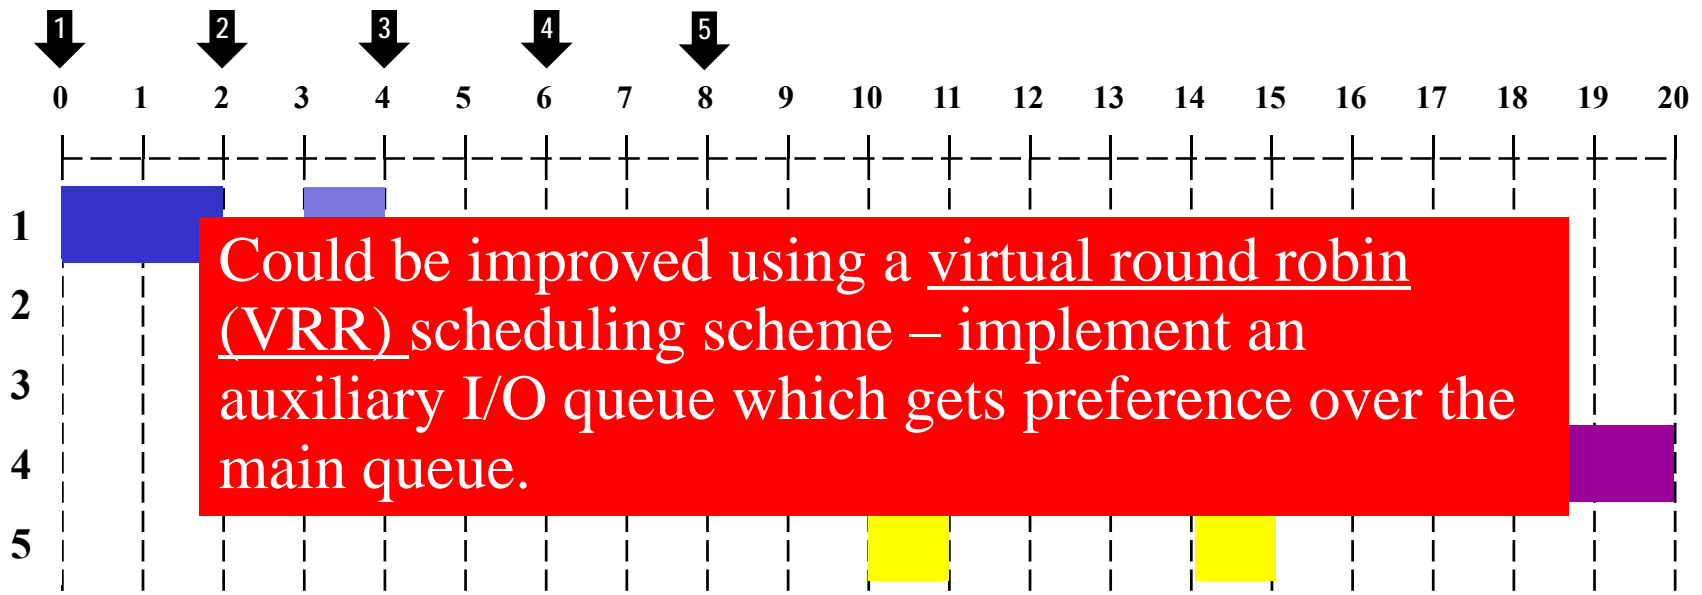 1 2 3 4 5
0 1 2 3 4 5 6 7 8 9 10 11 12 13 14 15 16 17 18 19 20
1
Could be improved using a virtual round robin
2
(VRR) scheduling scheme – implement an
3
auxiliary I/O queue which gets preference over the
4
main queue.
5